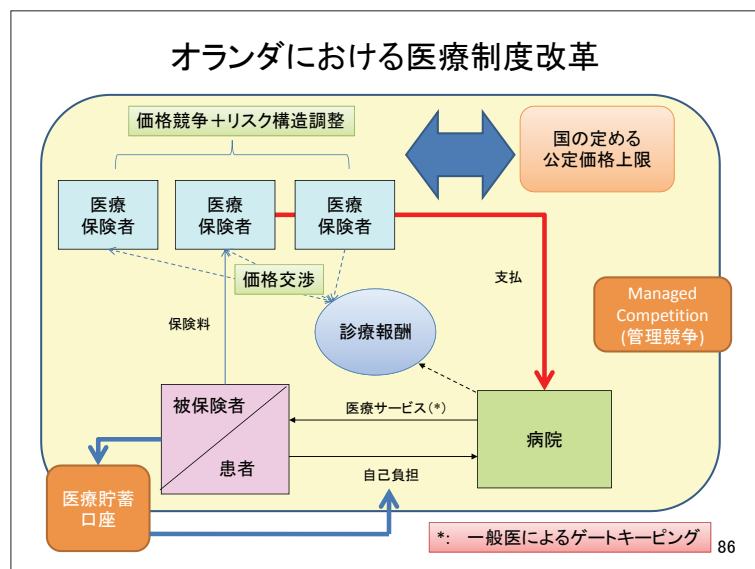 オランダにおける医療制度改革
価格競争+リスク構造調整
国の定める
公定価格上限
医療
保険者
医療
保険者
医療
保険者
価格交渉
支払
Managed
Competition
(管理競争)
保険料
診療報酬
被保険者
医療サービス(*)
病院
患者
自己負担
医療貯蓄
口座
*: 一般医によるゲートキーピング
86